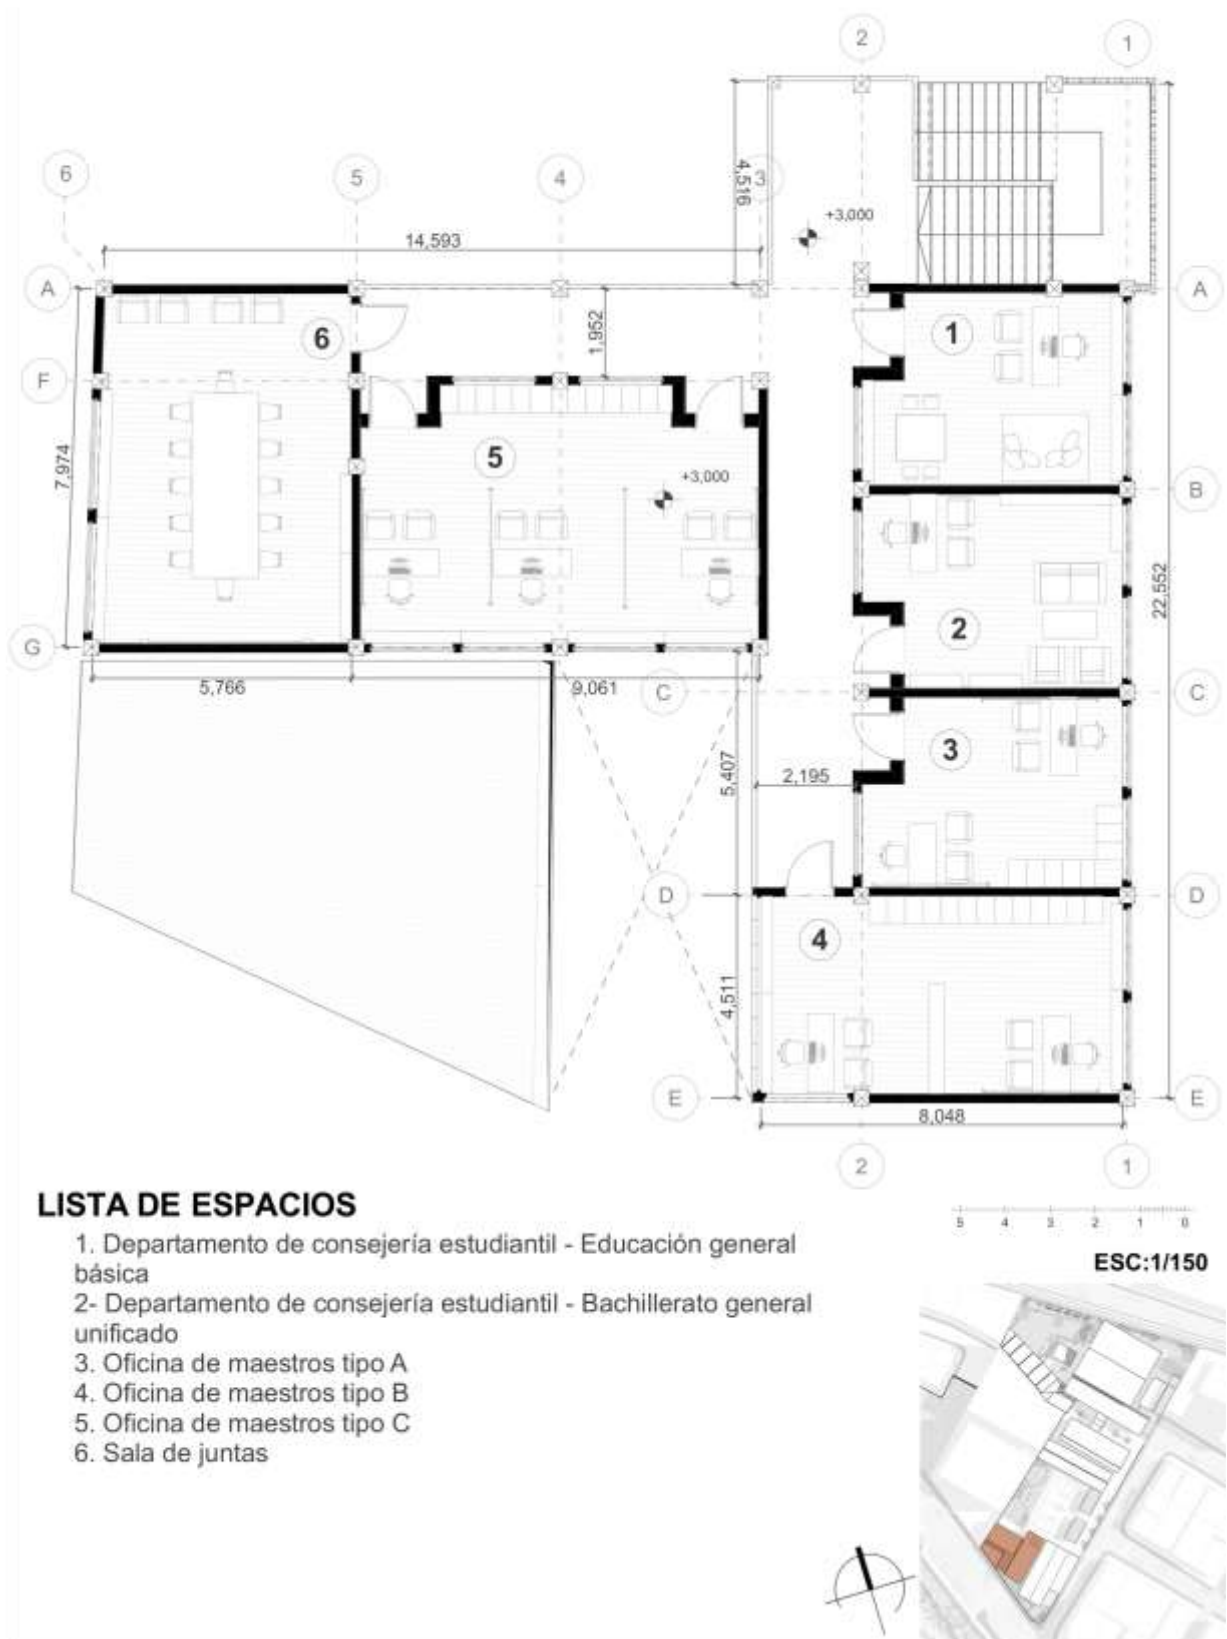 2
1
6
5
4
3
4,516
+3,000
14,593
A
A
1,952
6
1
F
7,974
5
+3,000
B
22,552
2
G
5,766
9,061
C
C
3
5,407
2,195
D
D
4
4,511
E
E
8,048
2
1
LISTA DE ESPACIOS
1. Departamento de consejería estudiantil - Educación general
básica
2- Departamento de consejería estudiantil - Bachillerato general
unificado
3. Oficina de maestros tipo A
4. Oficina de maestros tipo B
5. Oficina de maestros tipo C
6. Sala de juntas
5 4 3 2 1 0
ESC:1/150